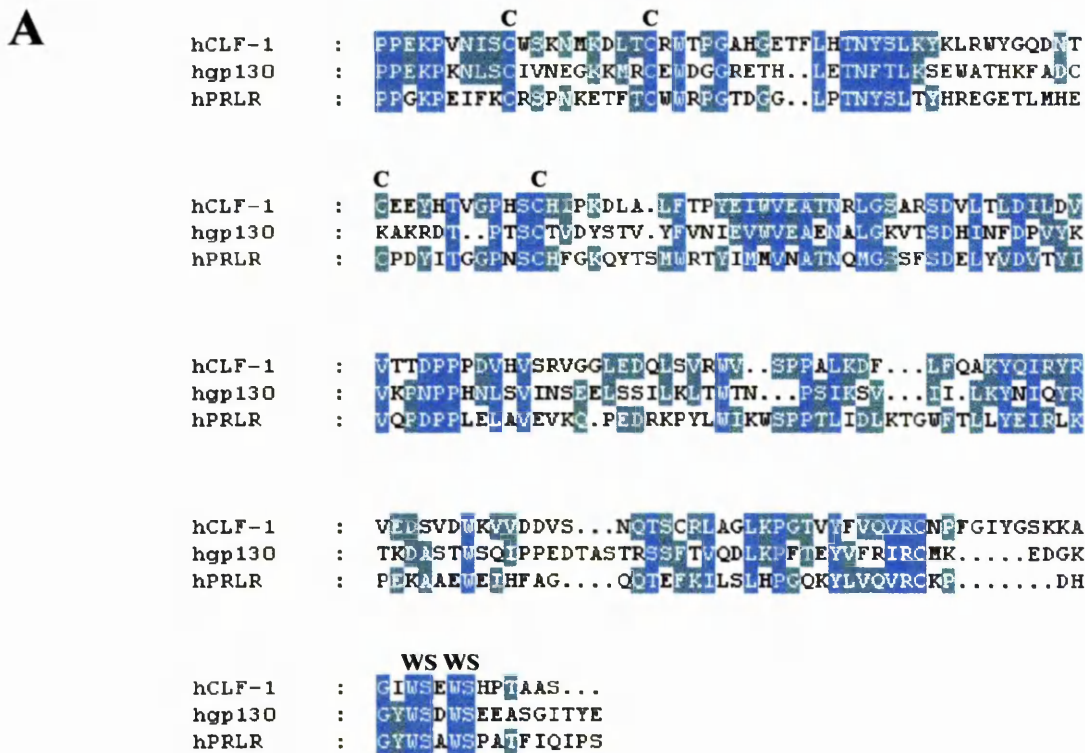 A
C C
hCLF-1 : PPEKPVNISCWSKNMKDLTCRWTPGAHGETFLHTNYSLKYKLRWYGQDNT
hgp130 : PPEKPKNLSCIVNEGKKMRCEWDGGRETH..LETNFTLKSEWATHKFADC
hPRLR : PPGKPEIFKCRSPNKETFTCWWRPGTDGG..LPTNYSLTYHREGETLMHE
C C
hCLF-1 : CEEYHTVGPHSCHIPKDLA.LFTPYEIWVEATNRLGSARSDVLTLDILDV
hgp130 : KAKRDT..PTSCTVDYSTV.YFVNIEVWVEAENALGKVTSDHINFDPVYK
hPRLR : CPDYITGGPNSCHFGKQYTSMWRTYIMMVNATNQMGSSFSDELYVDVTYI
hCLF-1 : VTTDPPPDVHVSRVGGLEDQLSVRWV..SPPALKDF...LFQAKYQIRYR
hgp130 : VKPNPPHNLSVINSEELSSILKLTWTN...PSIKSV...II.LKYNIQYR
hPRLR : VQPDPPLELAVEVKQ.PEDRKPYLWIKWSPPTLIDLKTGWFTLLYEIRLK
hCLF-1 : VEDSVDWKVVDDVS...NQTSCRLAGLKPGTVYFVQVRCNPFGIYGSKKA
hgp130 : TKDASTWSQIPPEDTASTRSSFTVQDLKPFTEYVFRIRCMK.....EDGK
hPRLR : PEKAAEWEIHFAG....QQTEFKILSLHPGQKYLVQVRCKP.......DH
WS WS
hCLF-1 : GIWSEWSHPTAAS...
hgp130 : GYWSDWSEEASGITYE
hPRLR : GYWSAWSPATFIQIPS